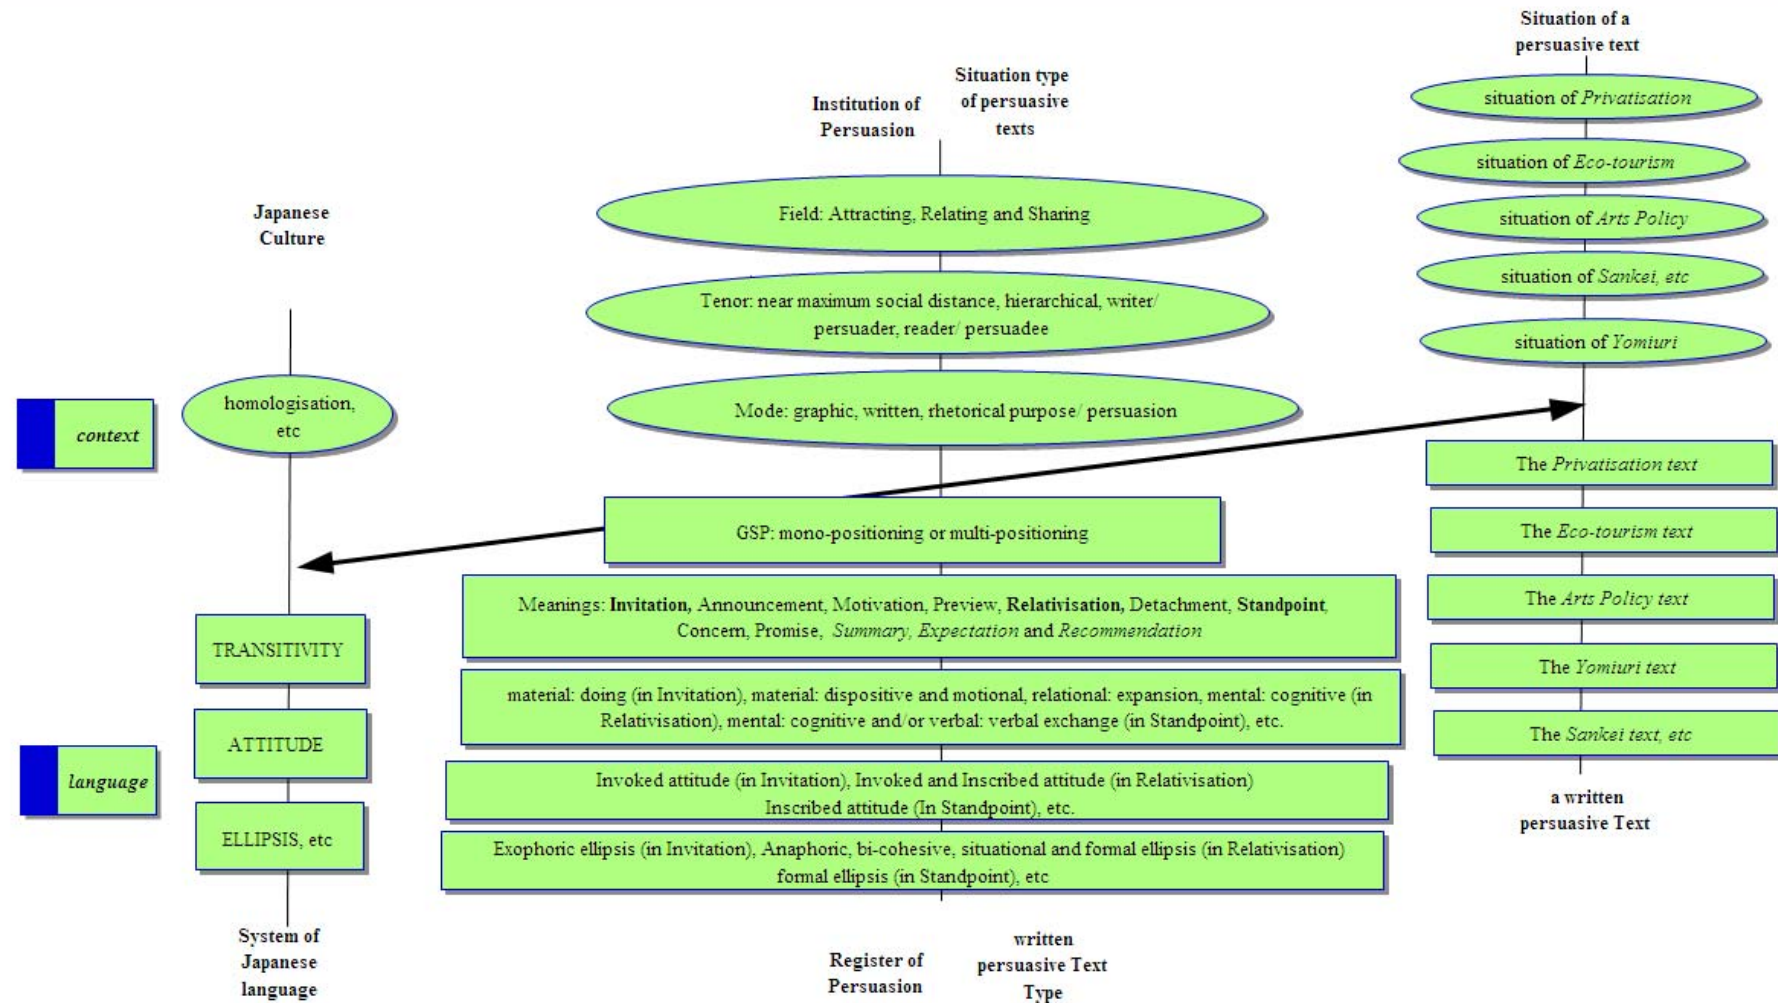 Situation of a
persuasive text
situation of Privatisation
situation of Eco-tourism
situation of Arts Policy
situation of Sankei, etc
situation of Yomiuri
The Privatisation text
The Eco-tourism text
The Arts Policy text
The Yomiuri text
The Sankei text, etc
a written
persuasive Text
Institution of
Persuasion
Situation type
of persuasive
texts
Field: Attracting, Relating and Sharing
Tenor: near maximum social distance, hierarchical, writer/
persuader, reader/ persuadee
Mode: graphic, written, rhetorical purpose/ persuasion
GSP: mono-positioning or multi-positioning
Meanings: Invitation, Announcement, Motivation, Preview, Relativisation, Detachment, Standpoint,
Concern, Promise, Summary, Expectation and Recommendation
material: doing (in Invitation), material: dispositive and motional, relational: expansion, mental: cognitive (in
Relativisation), mental: cognitive and/or verbal: verbal exchange (in Standpoint), etc.
Invoked attitude (in Invitation), Invoked and Inscribed attitude (in Relativisation)
Inscribed attitude (In Standpoint), etc.
Exophoric ellipsis (in Invitation), Anaphoric, bi-cohesive, situational and formal ellipsis (in Relativisation)
formal ellipsis (in Standpoint), etc
Register of
Persuasion
written
persuasive Text
Type
Japanese
Culture
homologisation,
etc
TRANSITIVITY
ATTITUDE
ELLIPSIS, etc
System of
Japanese
language
context
language